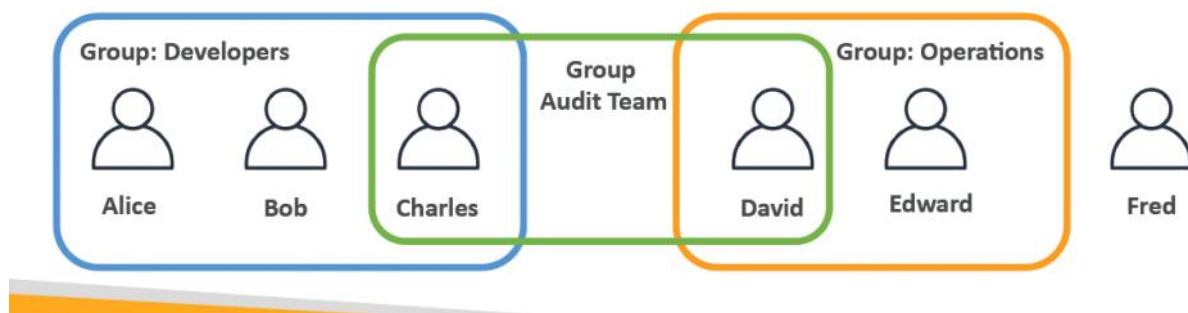 Group: Developers
Group
Audit Team
Group: Operations
Alice
Bob
Charles
David
Edward
Fred